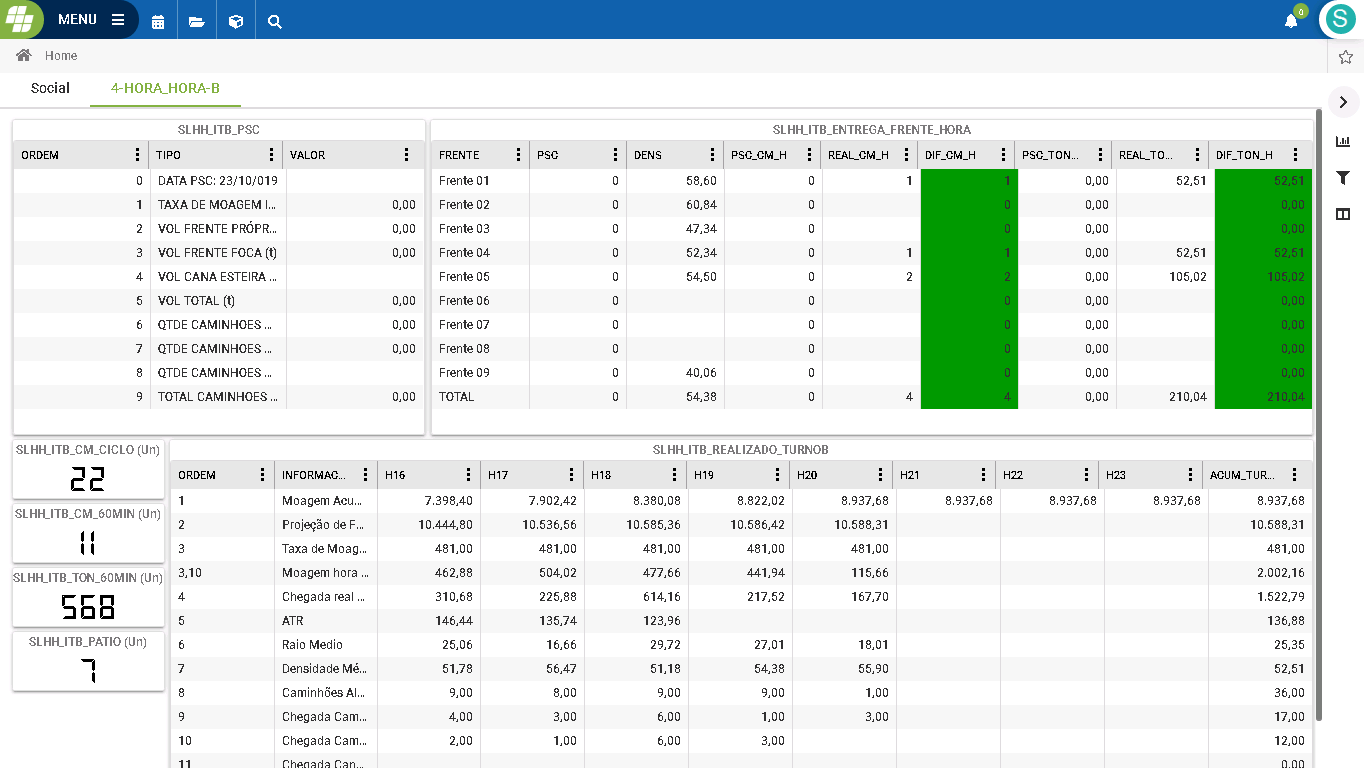 MENU
0
S
Home
Social 4-HORA_HORA-B
SLHH_ITB_PSC
ORDEM TIPO VALOR
0 DATA PSC: 23/10/019
1 TAXA DE MOAGEM I... 0,00
2 VOL FRENTE PRÓPR... 0,00
3 VOL FRENTE FOCA (t) 0,00
4 VOL CANA ESTEIRA ...
5 VOL TOTAL (t) 0,00
6 QTDE CAMINHOES ... 0,00
7 QTDE CAMINHOES ... 0,00
8 QTDE CAMINHOES ...
9 TOTAL CAMINHOES ... 0,00
SLHH_ITB_ENTREGA_FRENTE_HORA
FRENTE PSC DENS PSC_CM_H REAL_CM_H DIF_CM_H PSC_TON... REAL_TO... DIF_TON_H
Frente 01 0 58,60 0 1 1 0,00 52,51 52,51
Frente 02 0 60,84 0 0 0,00 0,00
Frente 03 0 47,34 0 0 0,00 0,00
Frente 04 0 52,34 0 1 1 0,00 52,51 52,51
Frente 05 0 54,50 0 2 2 0,00 105,02 105,02
Frente 06 0 0 0 0,00 0,00
Frente 07 0 0 0 0,00 0,00
Frente 08 0 0 0 0,00 0,00
Frente 09 0 40,06 0 0 0,00 0,00
TOTAL 0 54,38 0 4 4 0,00 210,04 210,04
SLHH_ITB_CM_CICLO (Un)
22
SLHH_ITB_CM_60MIN (Un)
11
SLHH_ITB_TON_60MIN (Un)
568
SLHH_ITB_PATIO (Un)
7
SLHH_ITB_REALIZADO_TURNOB
ORDEM INFORMAC... H16 H17 H18 H19 H20 H21 H22 H23 ACUM_TUR...
1 Moagem Acu... 7.398,40 7.902,42 8.380,08 8.822,02 8.937,68 8.937,68 8.937,68 8.937,68 8.937,68
2 Projeção de F... 10.444,80 10.536,56 10.585,36 10.586,42 10.588,31 10.588,31
3 Taxa de Moag... 481,00 481,00 481,00 481,00 481,00 481,00
3,10 Moagem hora ... 462,88 504,02 477,66 441,94 115,66 2.002,16
4 Chegada real ... 310,68 225,88 614,16 217,52 167,70 1.522,79
5 ATR 146,44 135,74 123,96 136,88
6 Raio Medio 25,06 16,66 29,72 27,01 18,01 25,35
7 Densidade Mé... 51,78 56,47 51,18 54,38 55,90 52,51
8 Caminhões Al... 9,00 8,00 9,00 9,00 1,00 36,00
9 Chegada Cam... 4,00 3,00 6,00 1,00 3,00 17,00
10 Chegada Cam... 2,00 1,00 6,00 3,00 12,00
11 Chegada Can... 0,00